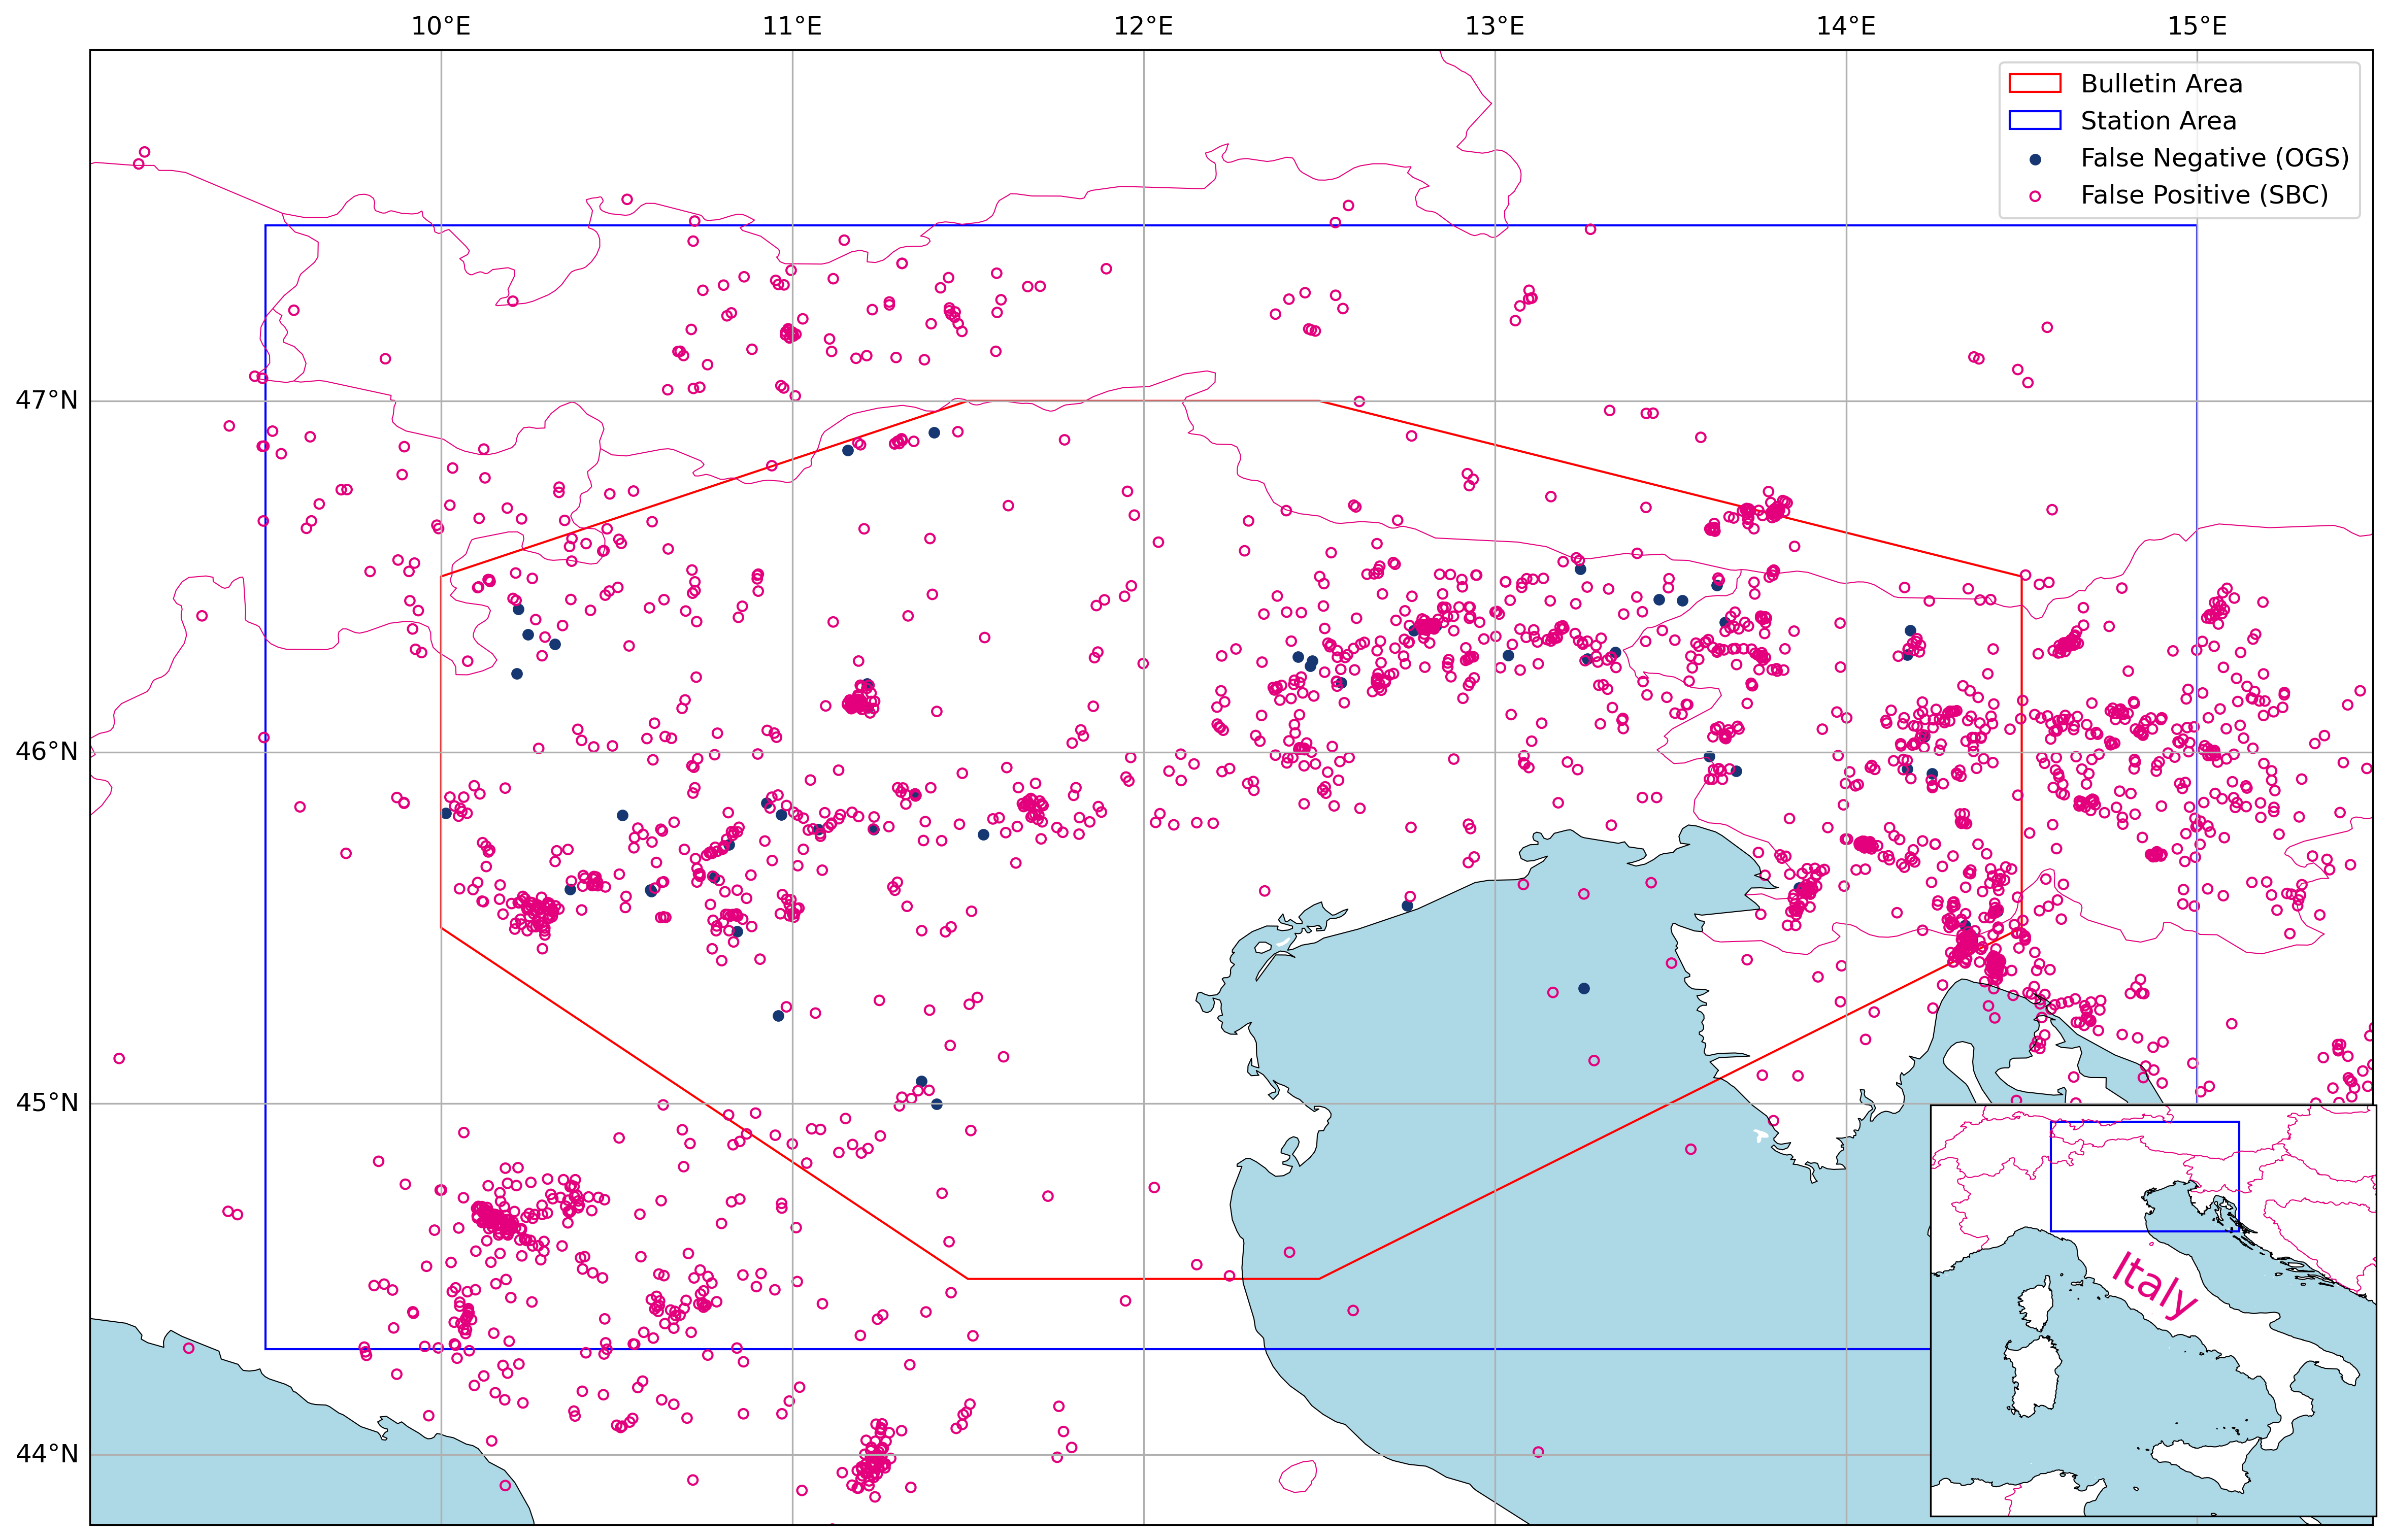 10°E 11°E 12°E 13°E 14°E 15°E
Bulletin Area
Station Area
False Negative (OGS)
False Positive (SBC)
47°N
46°N
45°N
44°N
Italy